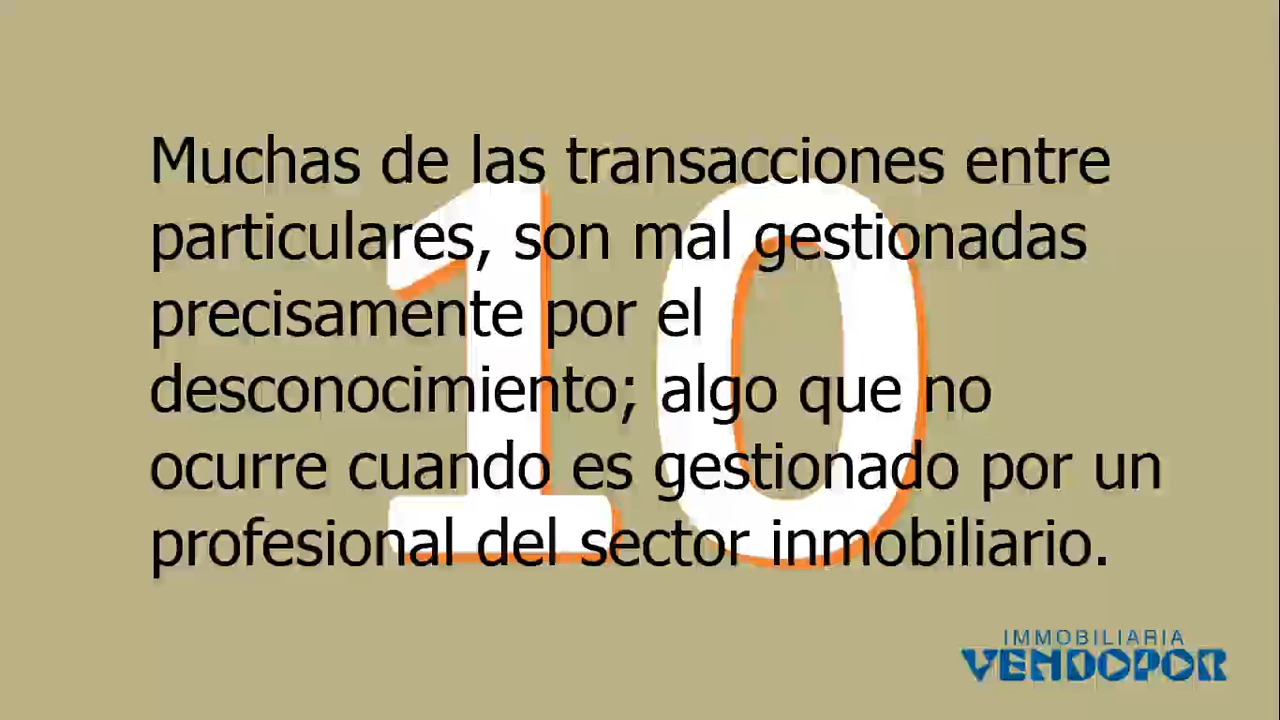 Muchas de las transacciones entre
particulares, son mal gestionadas
precisamente por el
desconocimiento; algo que no
ocurre cuando es gestionado por un
profesional del sector inmobiliario.
10
IMMOBILIARIA
VENDOPOR